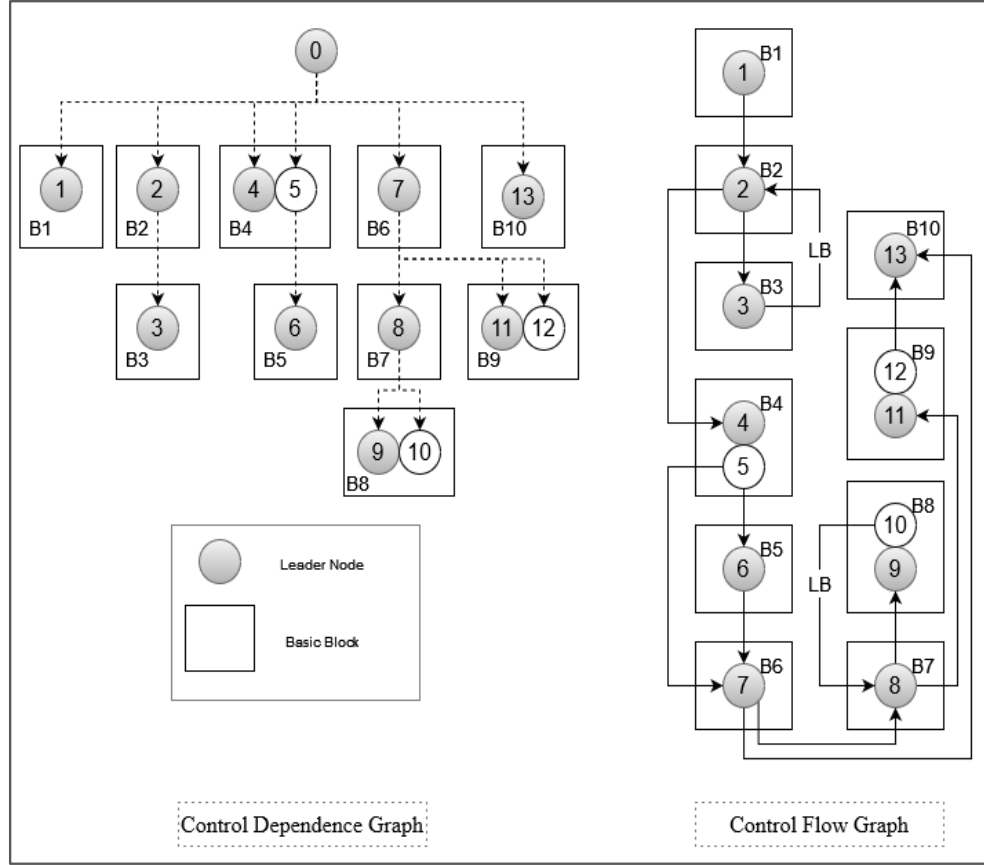 0
1
B1
2
B2
4
5
B4
7
B6
13
B10
3
B3
6
B5
8
B7
11
12
B9
9
10
B8
Leader Node
Basic Block
Control Dependence Graph
B1
1
B2
2
LB
B3
3
B4
4
5
B5
6
B6
7
B10
13
B9
12
11
B8
10
9
LB
B7
8
Control Flow Graph